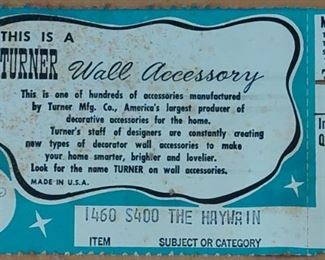 THIS IS A
TURNER Wall Accessory
This is one of hundreds of accessories manufactured
by Turner Mfg. Co., America's largest producer of
decorative accessories for the home.
Turner's staff of designers are constantly creating
new types of decorator wall accessories to make
your home smarter, brighter and lovelier.
Look for the name TURNER on wall accessories.
MADE IN U.S.A.
1460 S400 THE HAYWAIN
ITEM SUBJECT OR CATEGORY